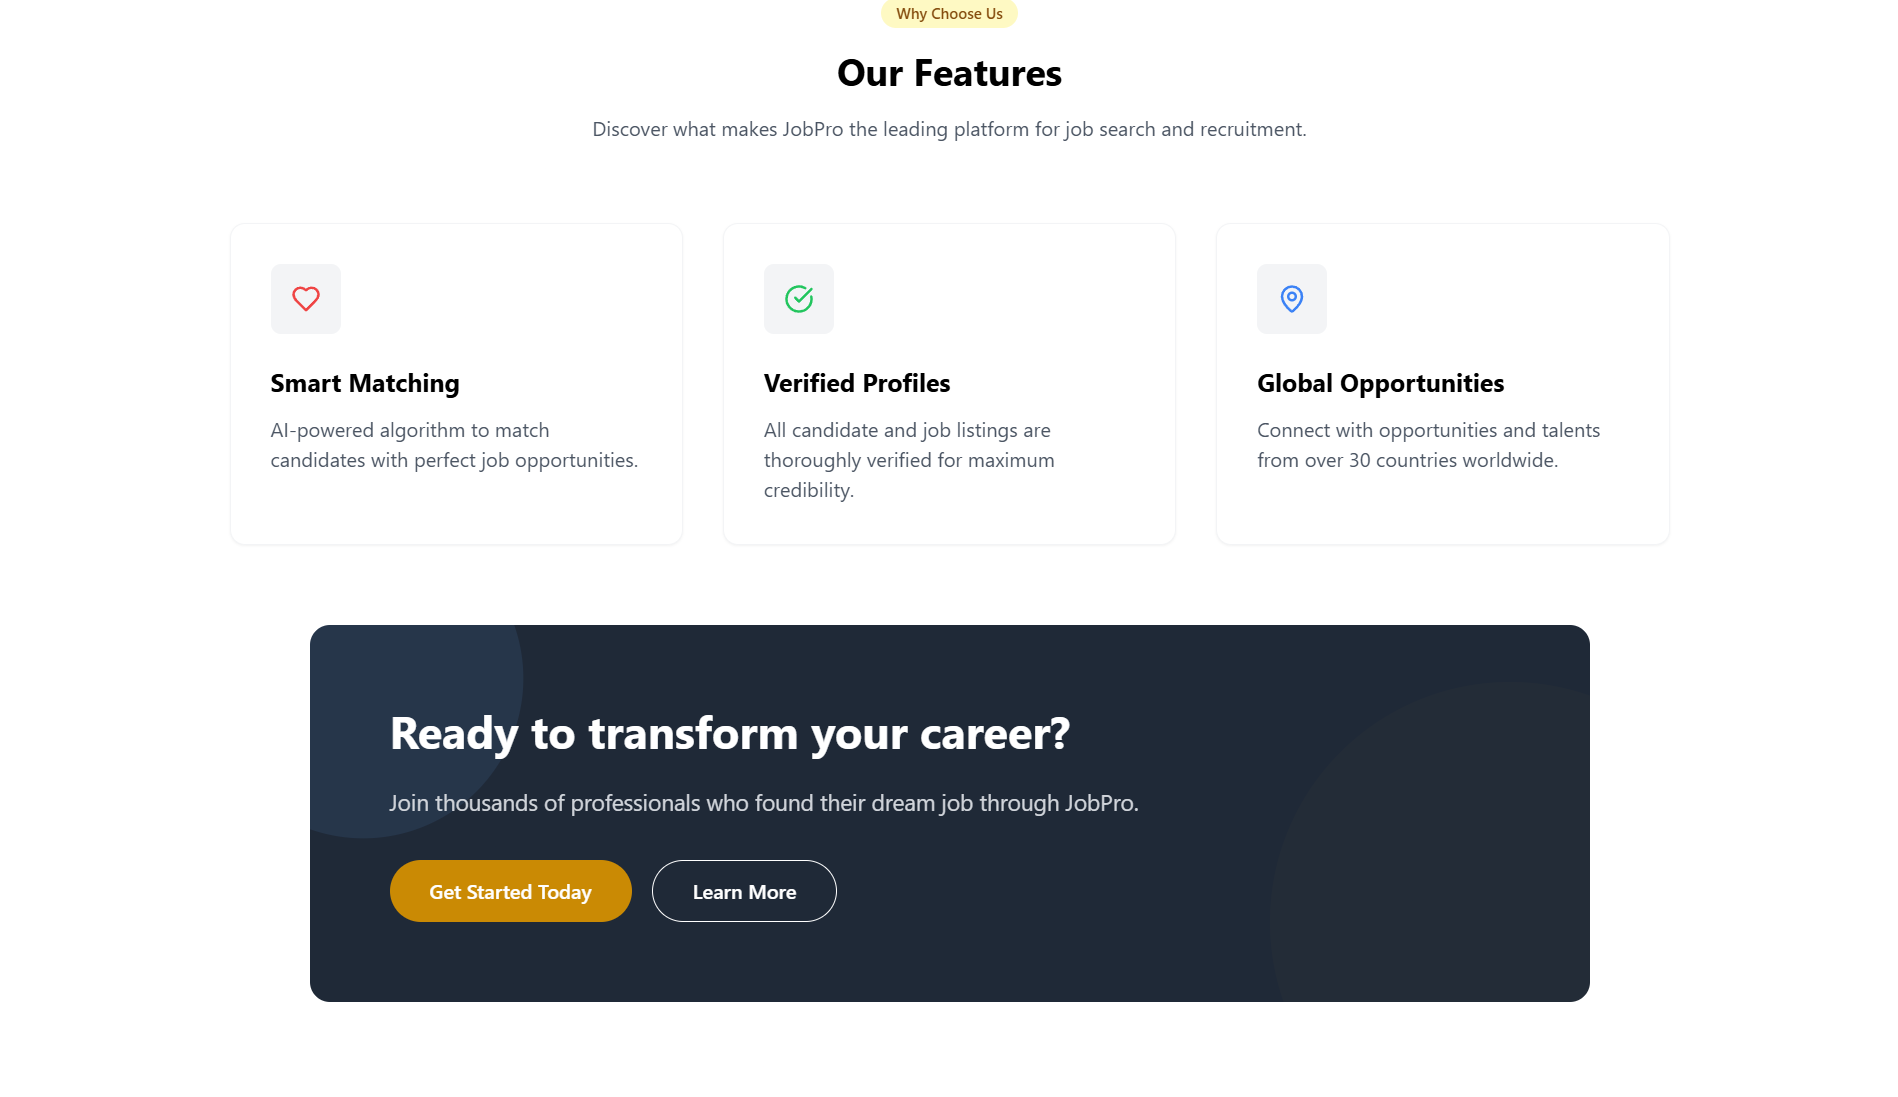 Why Choose Us
Our Features
Discover what makes JobPro the leading platform for job search and recruitment.
Smart Matching
AI-powered algorithm to match
candidates with perfect job opportunities.
Verified Profiles
All candidate and job listings are
thoroughly verified for maximum
credibility.
Global Opportunities
Connect with opportunities and talents
from over 30 countries worldwide.
Ready to transform your career?
Join thousands of professionals who found their dream job through JobPro.
Get Started Today
Learn More